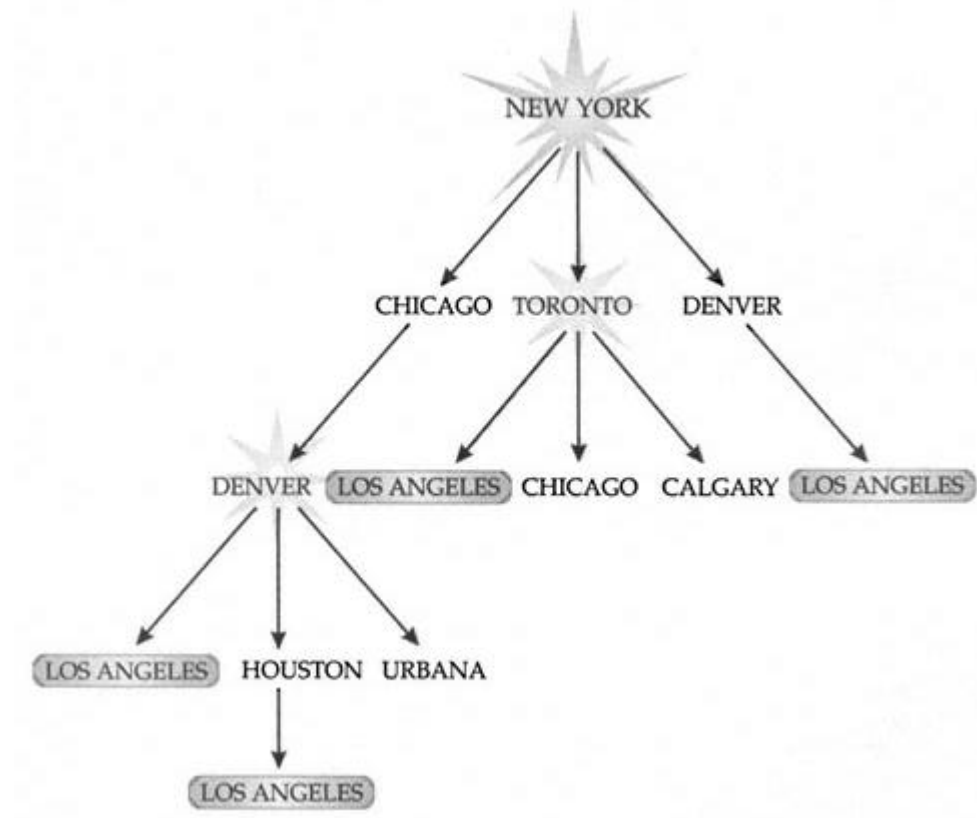 NEW YORK
CHICAGO TORONTO DENVER
DENVER LOS ANGELES CHICAGO CALGARY LOS ANGELES
LOS ANGELES HOUSTON URBANA
LOS ANGELES